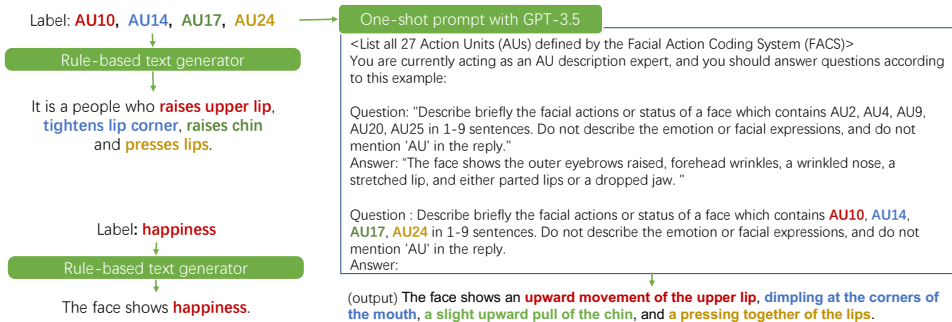 Label: AU10, AU14, AU17, AU24
Rule-based text generator
It is a people who raises upper lip,
tightens lip corner, raises chin
and presses lips.
Label: happiness
Rule-based text generator
The face shows happiness.
One-shot prompt with GPT-3.5
<List all 27 Action Units (AUs) defined by the Facial Action Coding System (FACS)>
You are currently acting as an AU description expert, and you should answer questions according
to this example:
Question: "Describe briefly the facial actions or status of a face which contains AU2, AU4, AU9,
AU20, AU25 in 1-9 sentences. Do not describe the emotion or facial expressions, and do not
mention 'AU' in the reply."
Answer: “The face shows the outer eyebrows raised, forehead wrinkles, a wrinkled nose, a
stretched lip, and either parted lips or a dropped jaw. "
Question : Describe briefly the facial actions or status of a face which contains AU10, AU14,
AU17, AU24 in 1-9 sentences. Do not describe the emotion or facial expressions, and do not
mention 'AU' in the reply.
Answer:
(output) The face shows an upward movement of the upper lip, dimpling at the corners of
the mouth, a slight upward pull of the chin, and a pressing together of the lips.